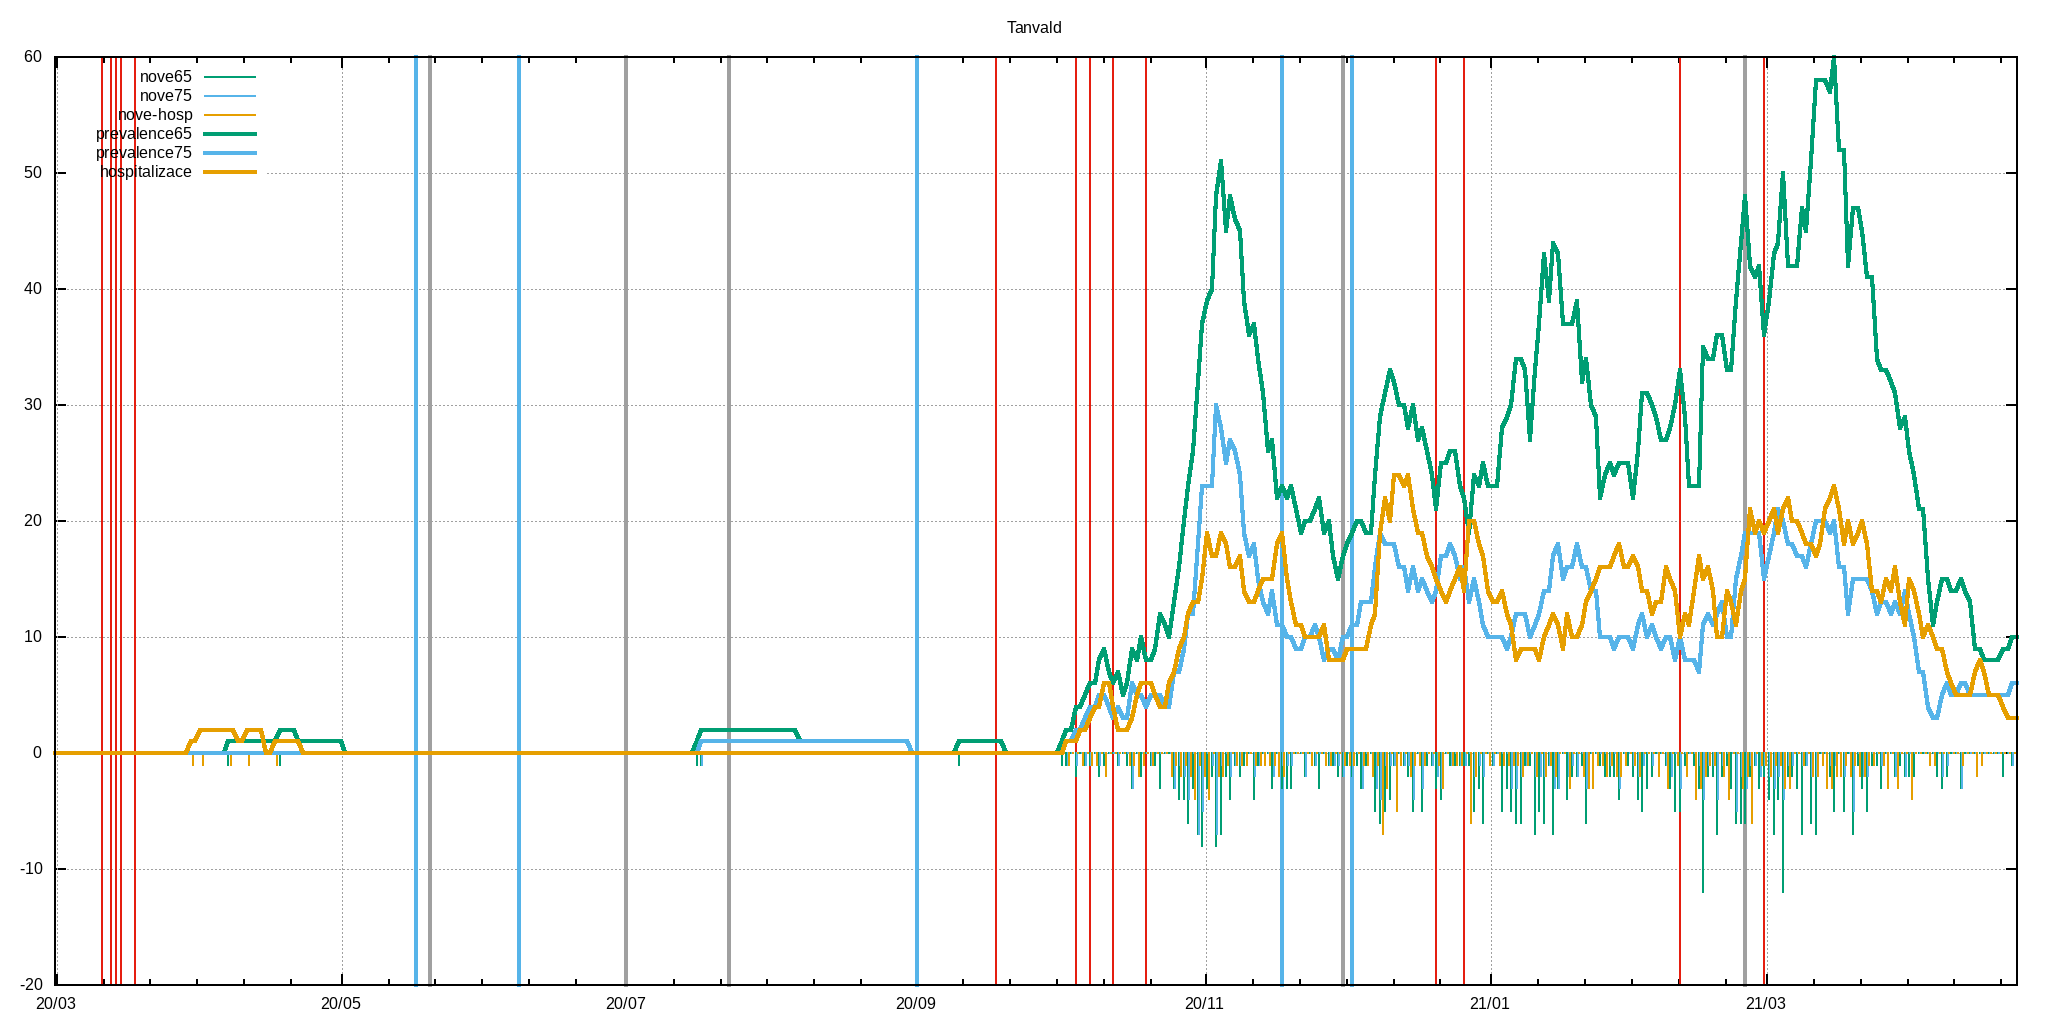 Tanvald
60
50
40
30
20
10
0
-10
-20
nove65
nove75
nove-hosp
prevalence65
prevalence75
hospitalizace
20/03 20/05 20/07 20/09 20/11 21/01 21/03